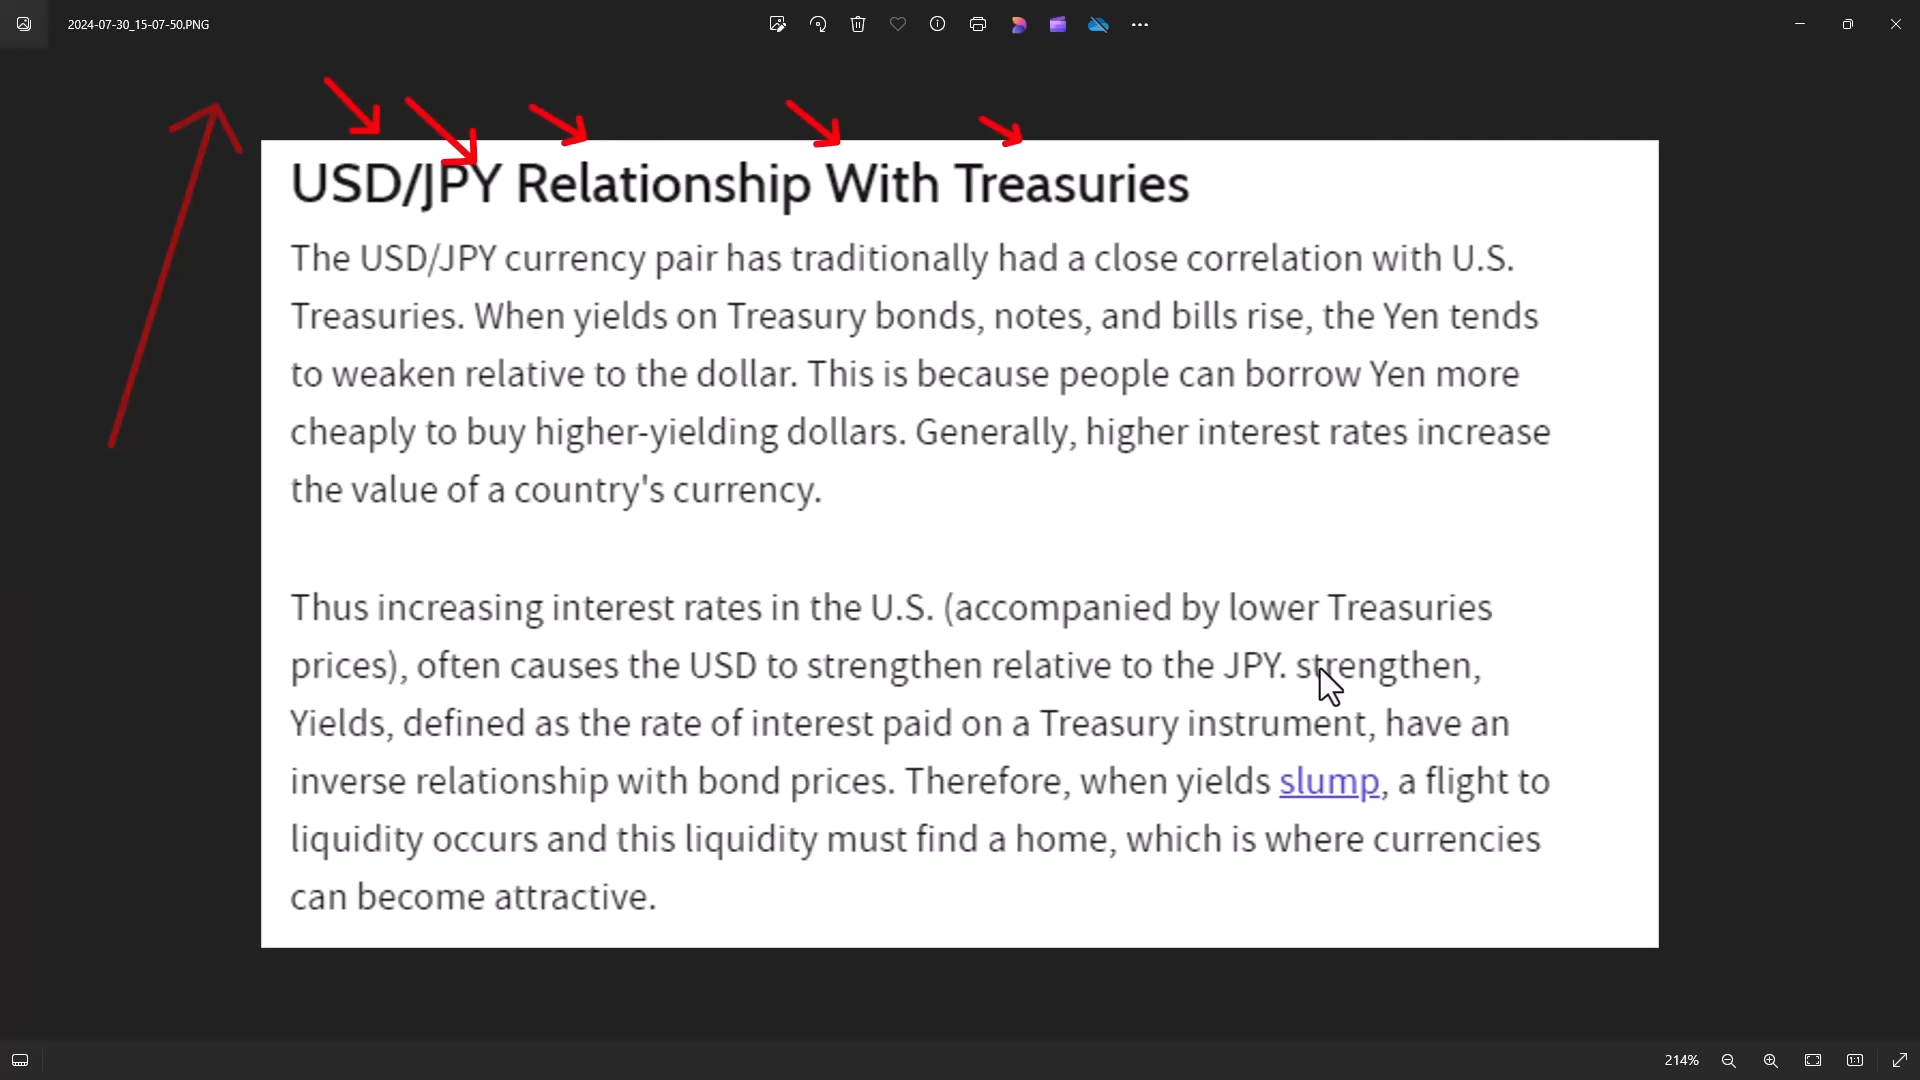 2024-07-30_15-07-50.PNG
USD/JPY Relationship With Treasuries
The USD/JPY currency pair has traditionally had a close correlation with U.S.
Treasuries. When yields on Treasury bonds, notes, and bills rise, the Yen tends
to weaken relative to the dollar. This is because people can borrow Yen more
cheaply to buy higher-yielding dollars. Generally, higher interest rates increase
the value of a country's currency.
Thus increasing interest rates in the U.S. (accompanied by lower Treasuries
prices), often causes the USD to strengthen relative to the JPY. strengthen,
Yields, defined as the rate of interest paid on a Treasury instrument, have an
inverse relationship with bond prices. Therefore, when yields slump, a flight to
liquidity occurs and this liquidity must find a home, which is where currencies
can become attractive.
214%
1:1